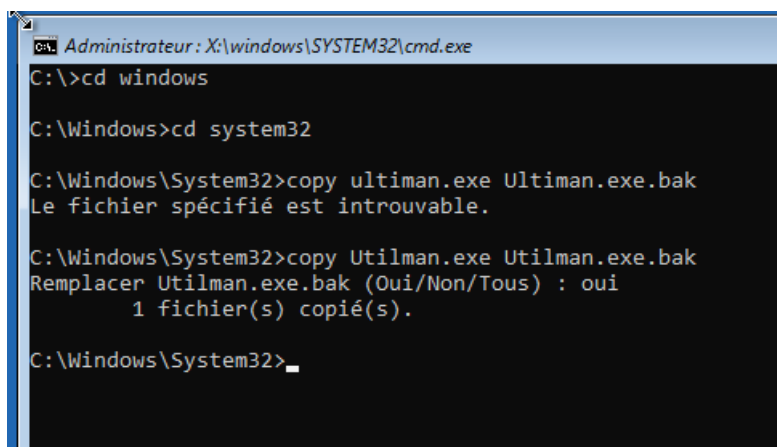 Administrateur : X:\windows\SYSTEM32\cmd.exe
C:\>cd windows
C:\Windows>cd system32
C:\Windows\System32>copy ultiman.exe Ultiman.exe.bak
Le fichier spécifié est introuvable.
C:\Windows\System32>copy Utilman.exe Utilman.exe.bak
Remplacer Utilman.exe.bak (Oui/Non/Tous) : oui
        1 fichier(s) copié(s).
C:\Windows\System32>